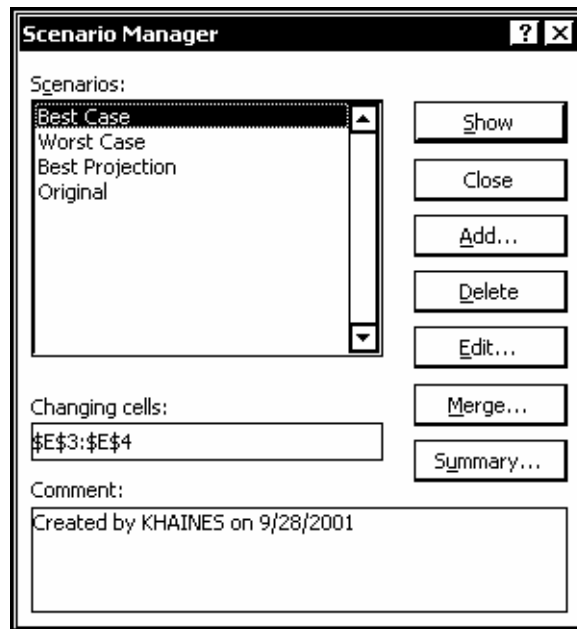 Scenario Manager
? X
Scenarios:
Best Case
Worst Case
Best Projection
Original
Show
Close
Add...
Delete
Edit...
Merge...
Summary...
Changing cells:
$E$3:$E$4
Comment:
Created by KHAINES on 9/28/2001